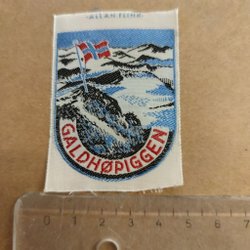 ·ALLAN FLINK·
GALDHØPIGGEN
0 1 2 3 4 5 6 7